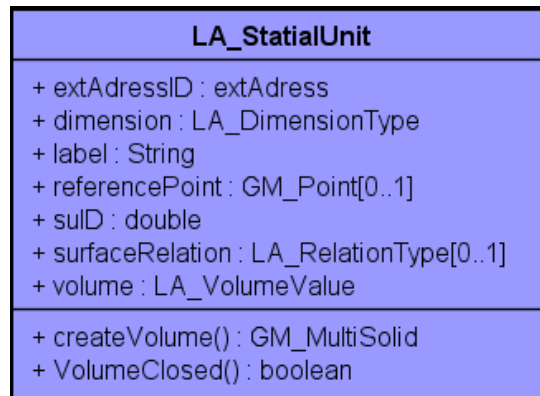 LA_StatialUnit
+ extAdressID : extAdress
+ dimension : LA_DimensionType
+ label : String
+ referencePoint : GM_Point[0..1]
+ suID : double
+ surfaceRelation : LA_RelationType[0..1]
+ volume : LA_VolumeValue
+ createVolume() : GM_MultiSolid
+ VolumeClosed() : boolean